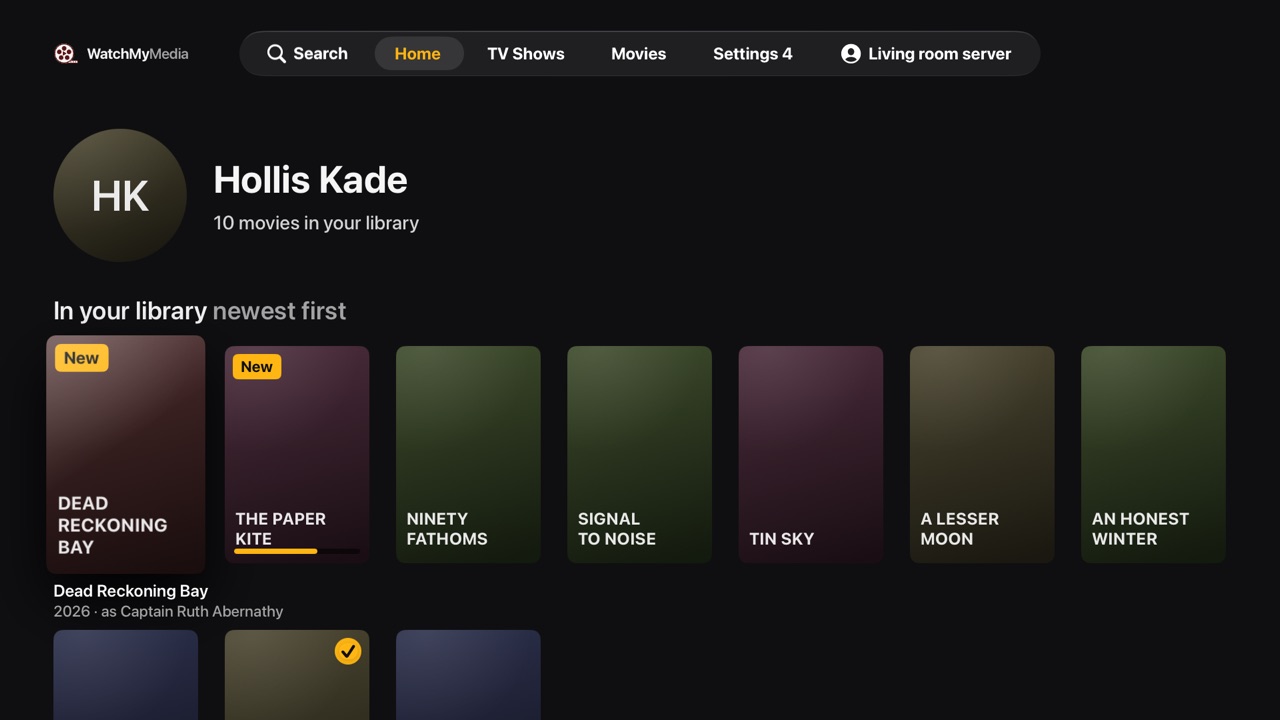 WatchMyMedia
Search
Home
TV Shows
Movies
Settings 4
Living room server
HK
Hollis Kade
10 movies in your library
In your library newest first
New
DEAD
RECKONING
BAY
New
THE PAPER
KITE
NINETY
FATHOMS
SIGNAL
TO NOISE
TIN SKY
A LESSER
MOON
AN HONEST
WINTER
Dead Reckoning Bay
2026 · as Captain Ruth Abernathy